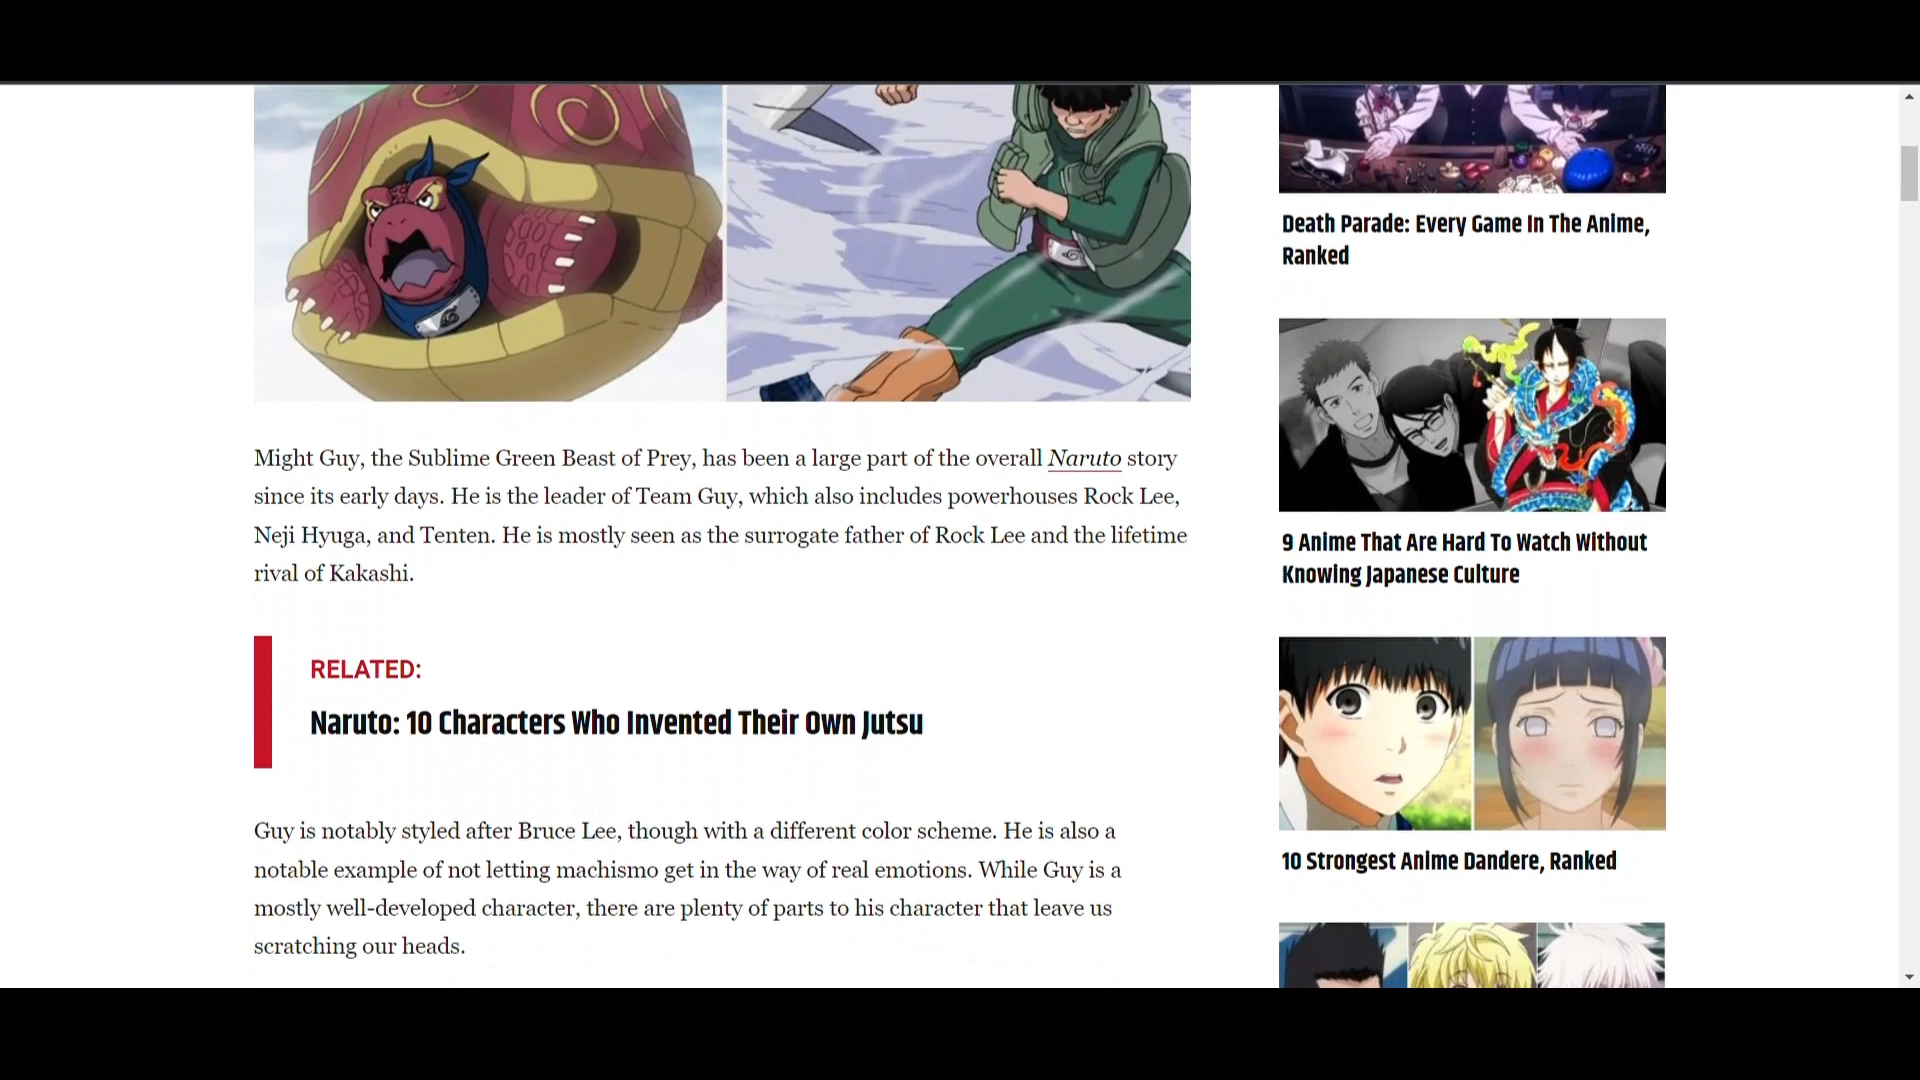 Might Guy, the Sublime Green Beast of Prey, has been a large part of the overall Naruto story
since its early days. He is the leader of Team Guy, which also includes powerhouses Rock Lee,
Neji Hyuga, and Tenten. He is mostly seen as the surrogate father of Rock Lee and the lifetime
rival of Kakashi.
RELATED:
Naruto: 10 Characters Who Invented Their Own Jutsu
Guy is notably styled after Bruce Lee, though with a different color scheme. He is also a
notable example of not letting machismo get in the way of real emotions. While Guy is a
mostly well-developed character, there are plenty of parts to his character that leave us
scratching our heads.
Death Parade: Every Game In The Anime,
Ranked
9 Anime That Are Hard To Watch Without
Knowing Japanese Culture
10 Strongest Anime Dandere, Ranked